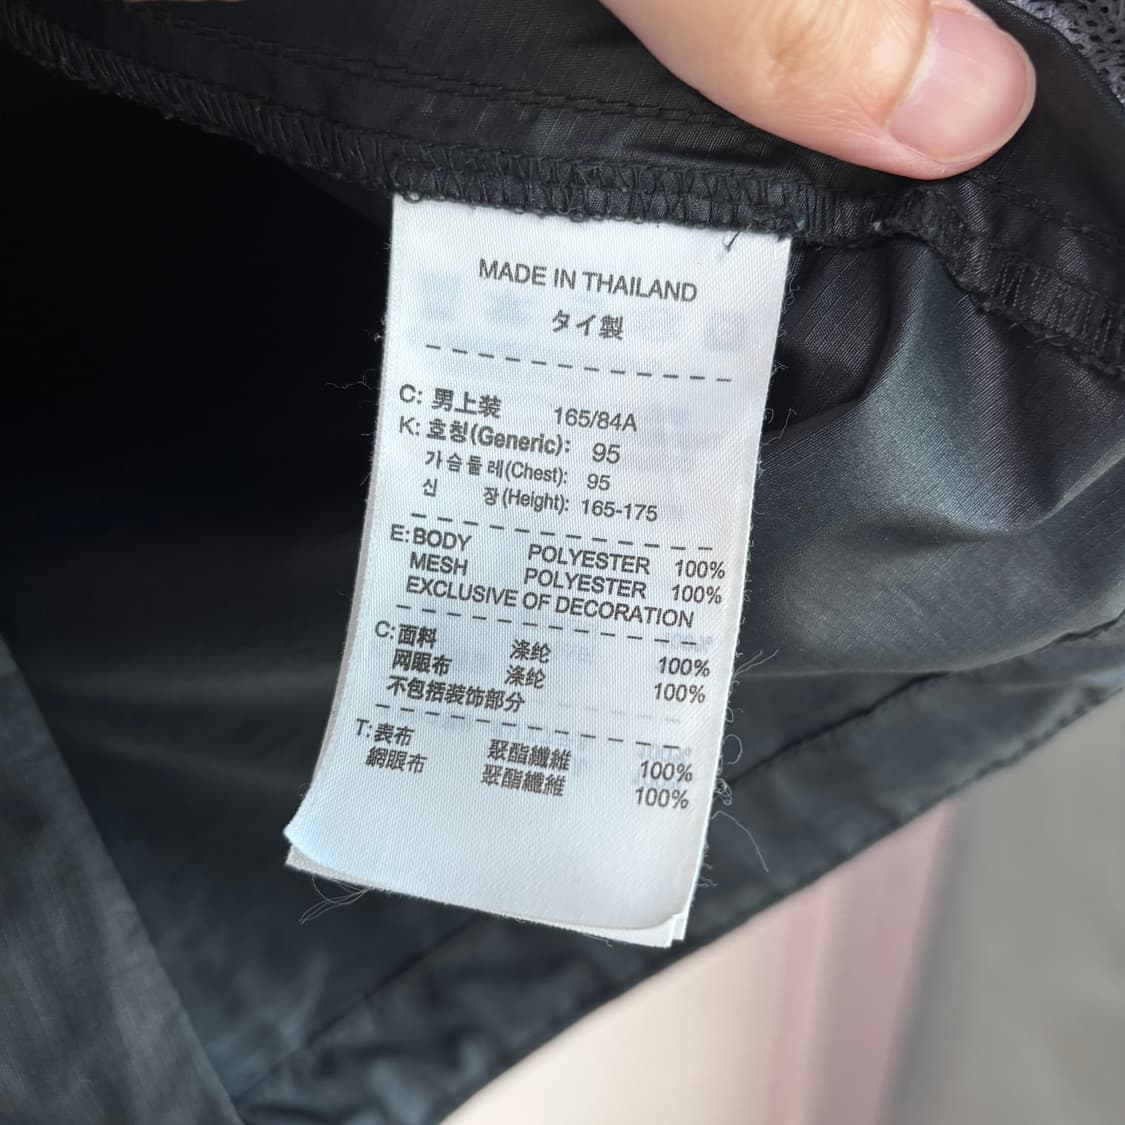 MADE IN THAILAND
タイ製
C: 男上装 165/84A
K: 호칭(Generic): 95
가슴둘레(Chest): 95
신 장(Height): 165-175
E: BODY POLYESTER 100%
MESH POLYESTER 100%
EXCLUSIVE OF DECORATION
C: 面料 涤纶 100%
网眼布 涤纶 100%
不包括装饰部分
T: 表布 聚酯纖維 100%
網眼布 聚酯纖維 100%